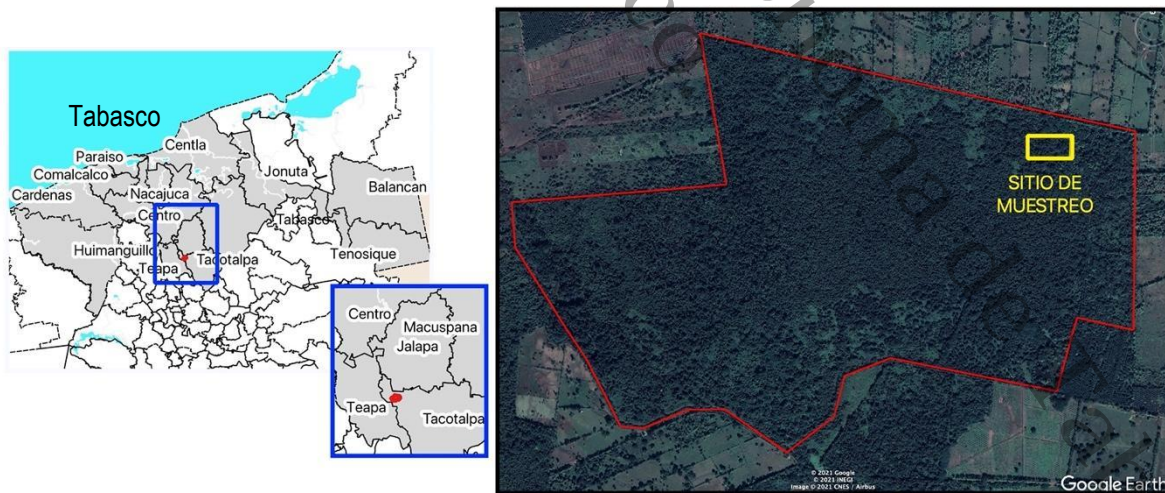 Tabasco
Centla
Paraiso
Comalcalco
Jonuta
Cardenas
Nacajuca
Balancan
Centro
Tabasco
Huimanguillo
Tenosique
Teapa
Tacotalpa
Centro
Macuspana
Jalapa
Teapa
Tacotalpa
SITIO DE
MUESTREO
© 2021 Google
© 2021 INEGI
Image © 2021 CNES / Airbus
Google Earth